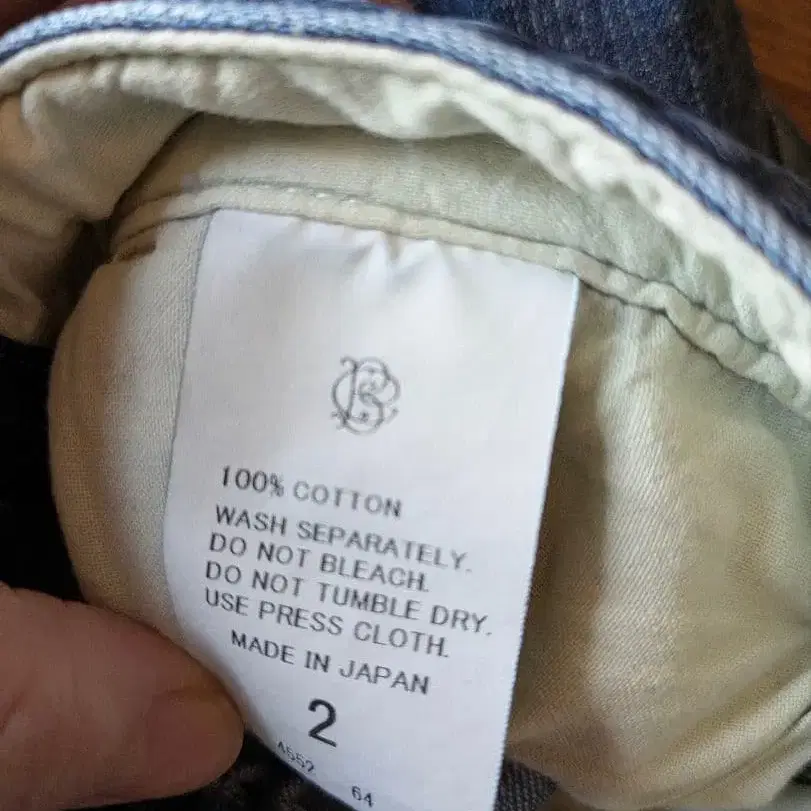 100% COTTON
WASH SEPARATELY.
DO NOT BLEACH.
DO NOT TUMBLE DRY.
USE PRESS CLOTH.
MADE IN JAPAN
2
4552 64